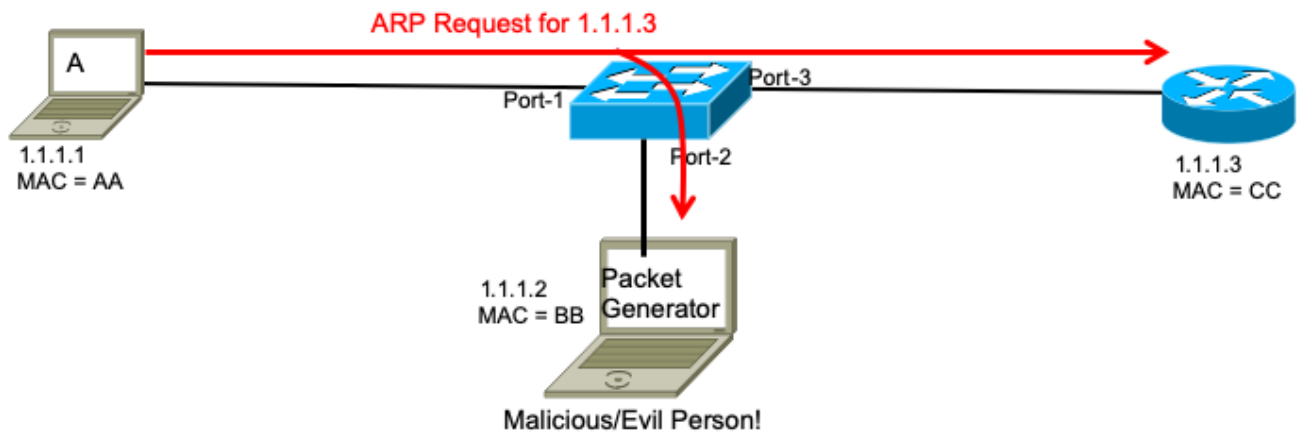 ARP Request for 1.1.1.3
A
Port-1
Port-3
Port-2
1.1.1.1
MAC = AA
1.1.1.3
MAC = CC
1.1.1.2
MAC = BB
Packet
Generator
Malicious/Evil Person!